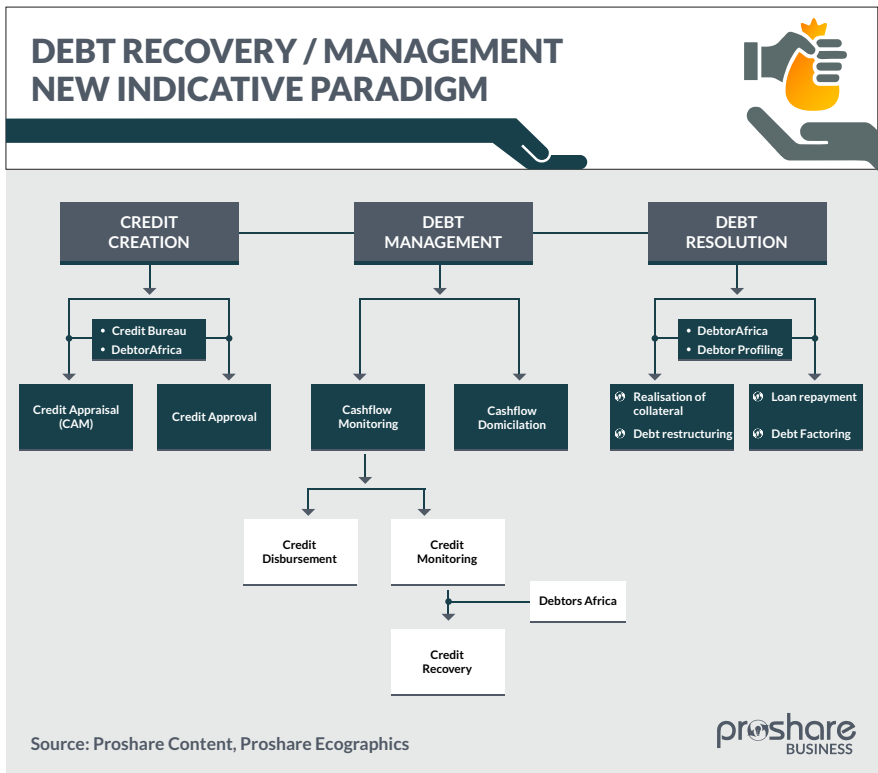 DEBT RECOVERY / MANAGEMENT
NEW INDICATIVE PARADIGM
CREDIT
CREATION
DEBT
MANAGEMENT
DEBT
RESOLUTION
• Credit Bureau
• DebtorAfrica
• DebtorAfrica
• Debtor Profiling
Credit Appraisal
(CAM)
Credit Approval
Cashflow
Monitoring
Cashflow
Domicilation
Realisation of
collateral
Debt restructuring
Loan repayment
Debt Factoring
Credit
Disbursement
Credit
Monitoring
Debtors Africa
Credit
Recovery
Source: Proshare Content, Proshare Ecographics
proshare
BUSINESS